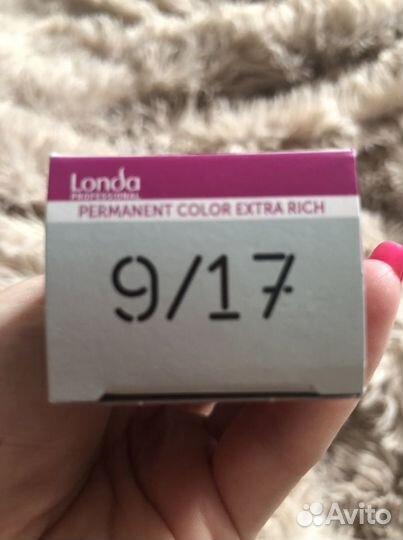 Londa
PROFESSIONAL
PERMANENT COLOR EXTRA RICH
9/17
Avito